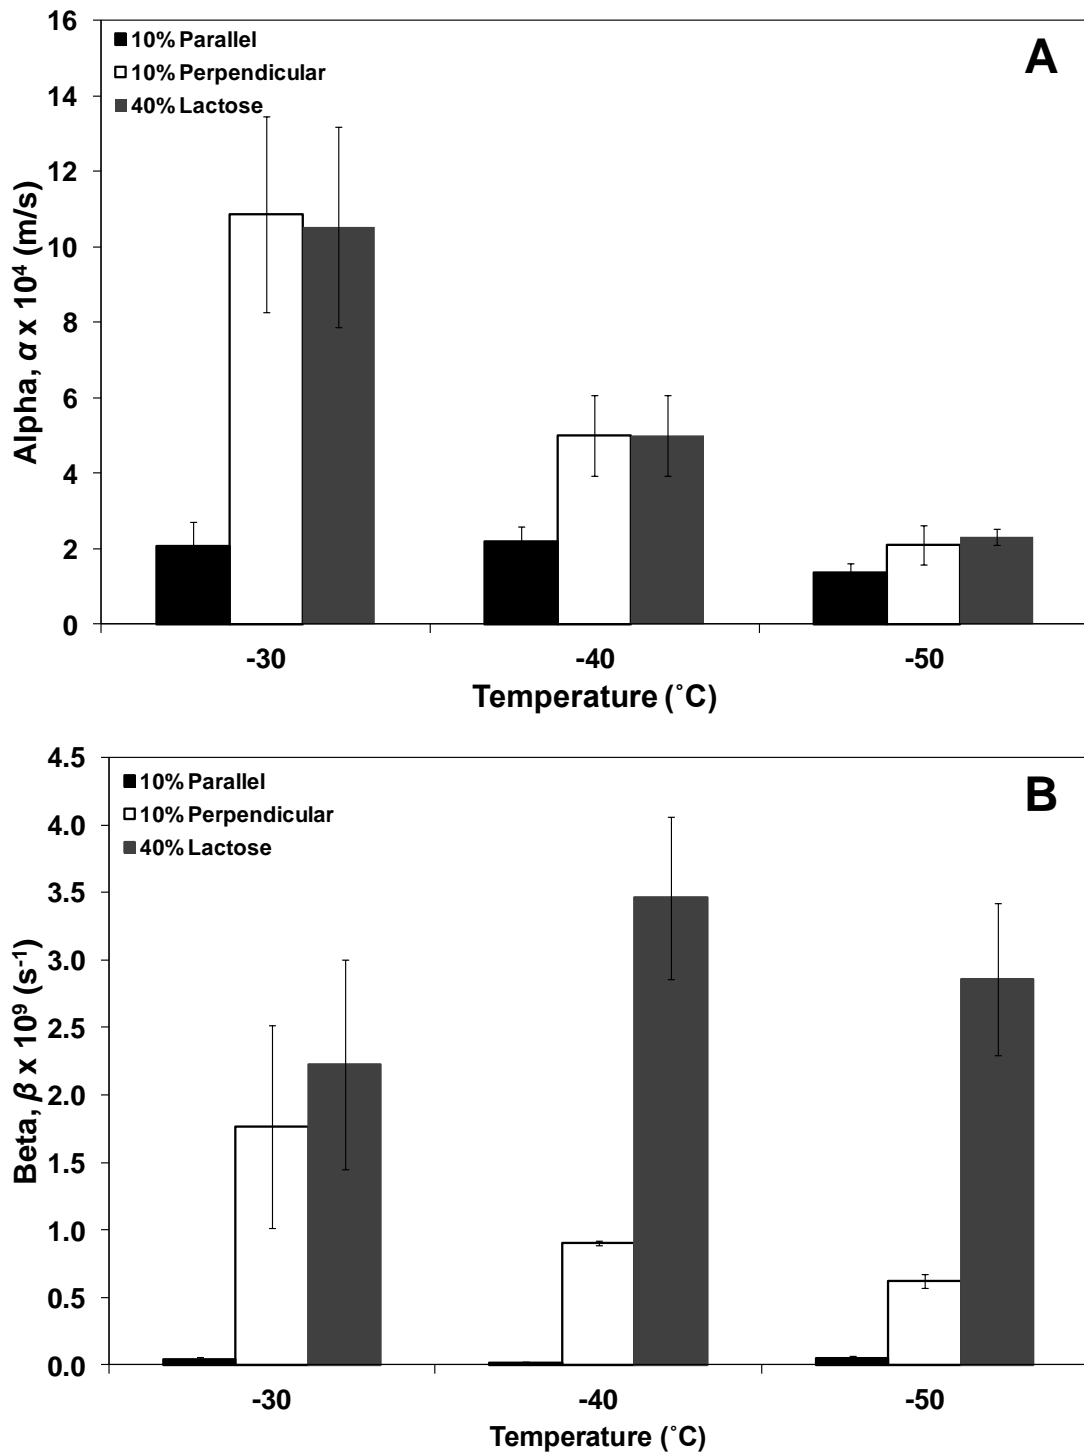 A
10% Parallel
10% Perpendicular
40% Lactose
Alpha, α x 10⁴ (m/s)
16
14
12
10
8
6
4
2
0
-30 -40 -50
Temperature (˚C)
B
10% Parallel
10% Perpendicular
40% Lactose
Beta, β x 10⁹ (s⁻¹)
4.5
4.0
3.5
3.0
2.5
2.0
1.5
1.0
0.5
0.0
-30 -40 -50
Temperature (˚C)